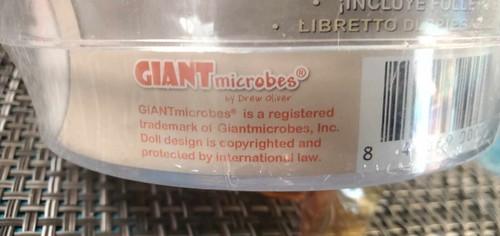 ¡INCLUYE
LIBRETTO
GIANTmicrobes®
by Drew Oliver
GIANTmicrobes® is a registered
trademark of Giantmicrobes, Inc.
Doll design is copyrighted and
protected by international law.
8